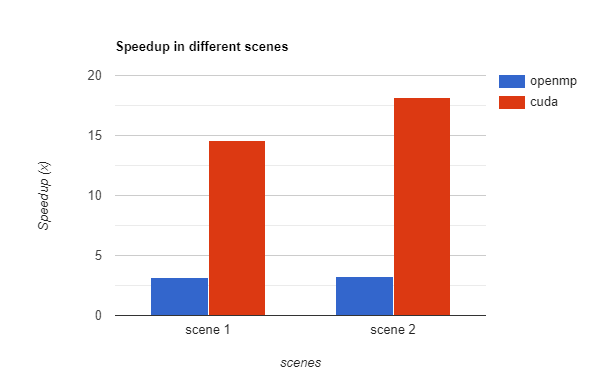 Speedup in different scenes
20
15
10
5
0
Speedup (x)
scene 1
scene 2
scenes
openmp
cuda